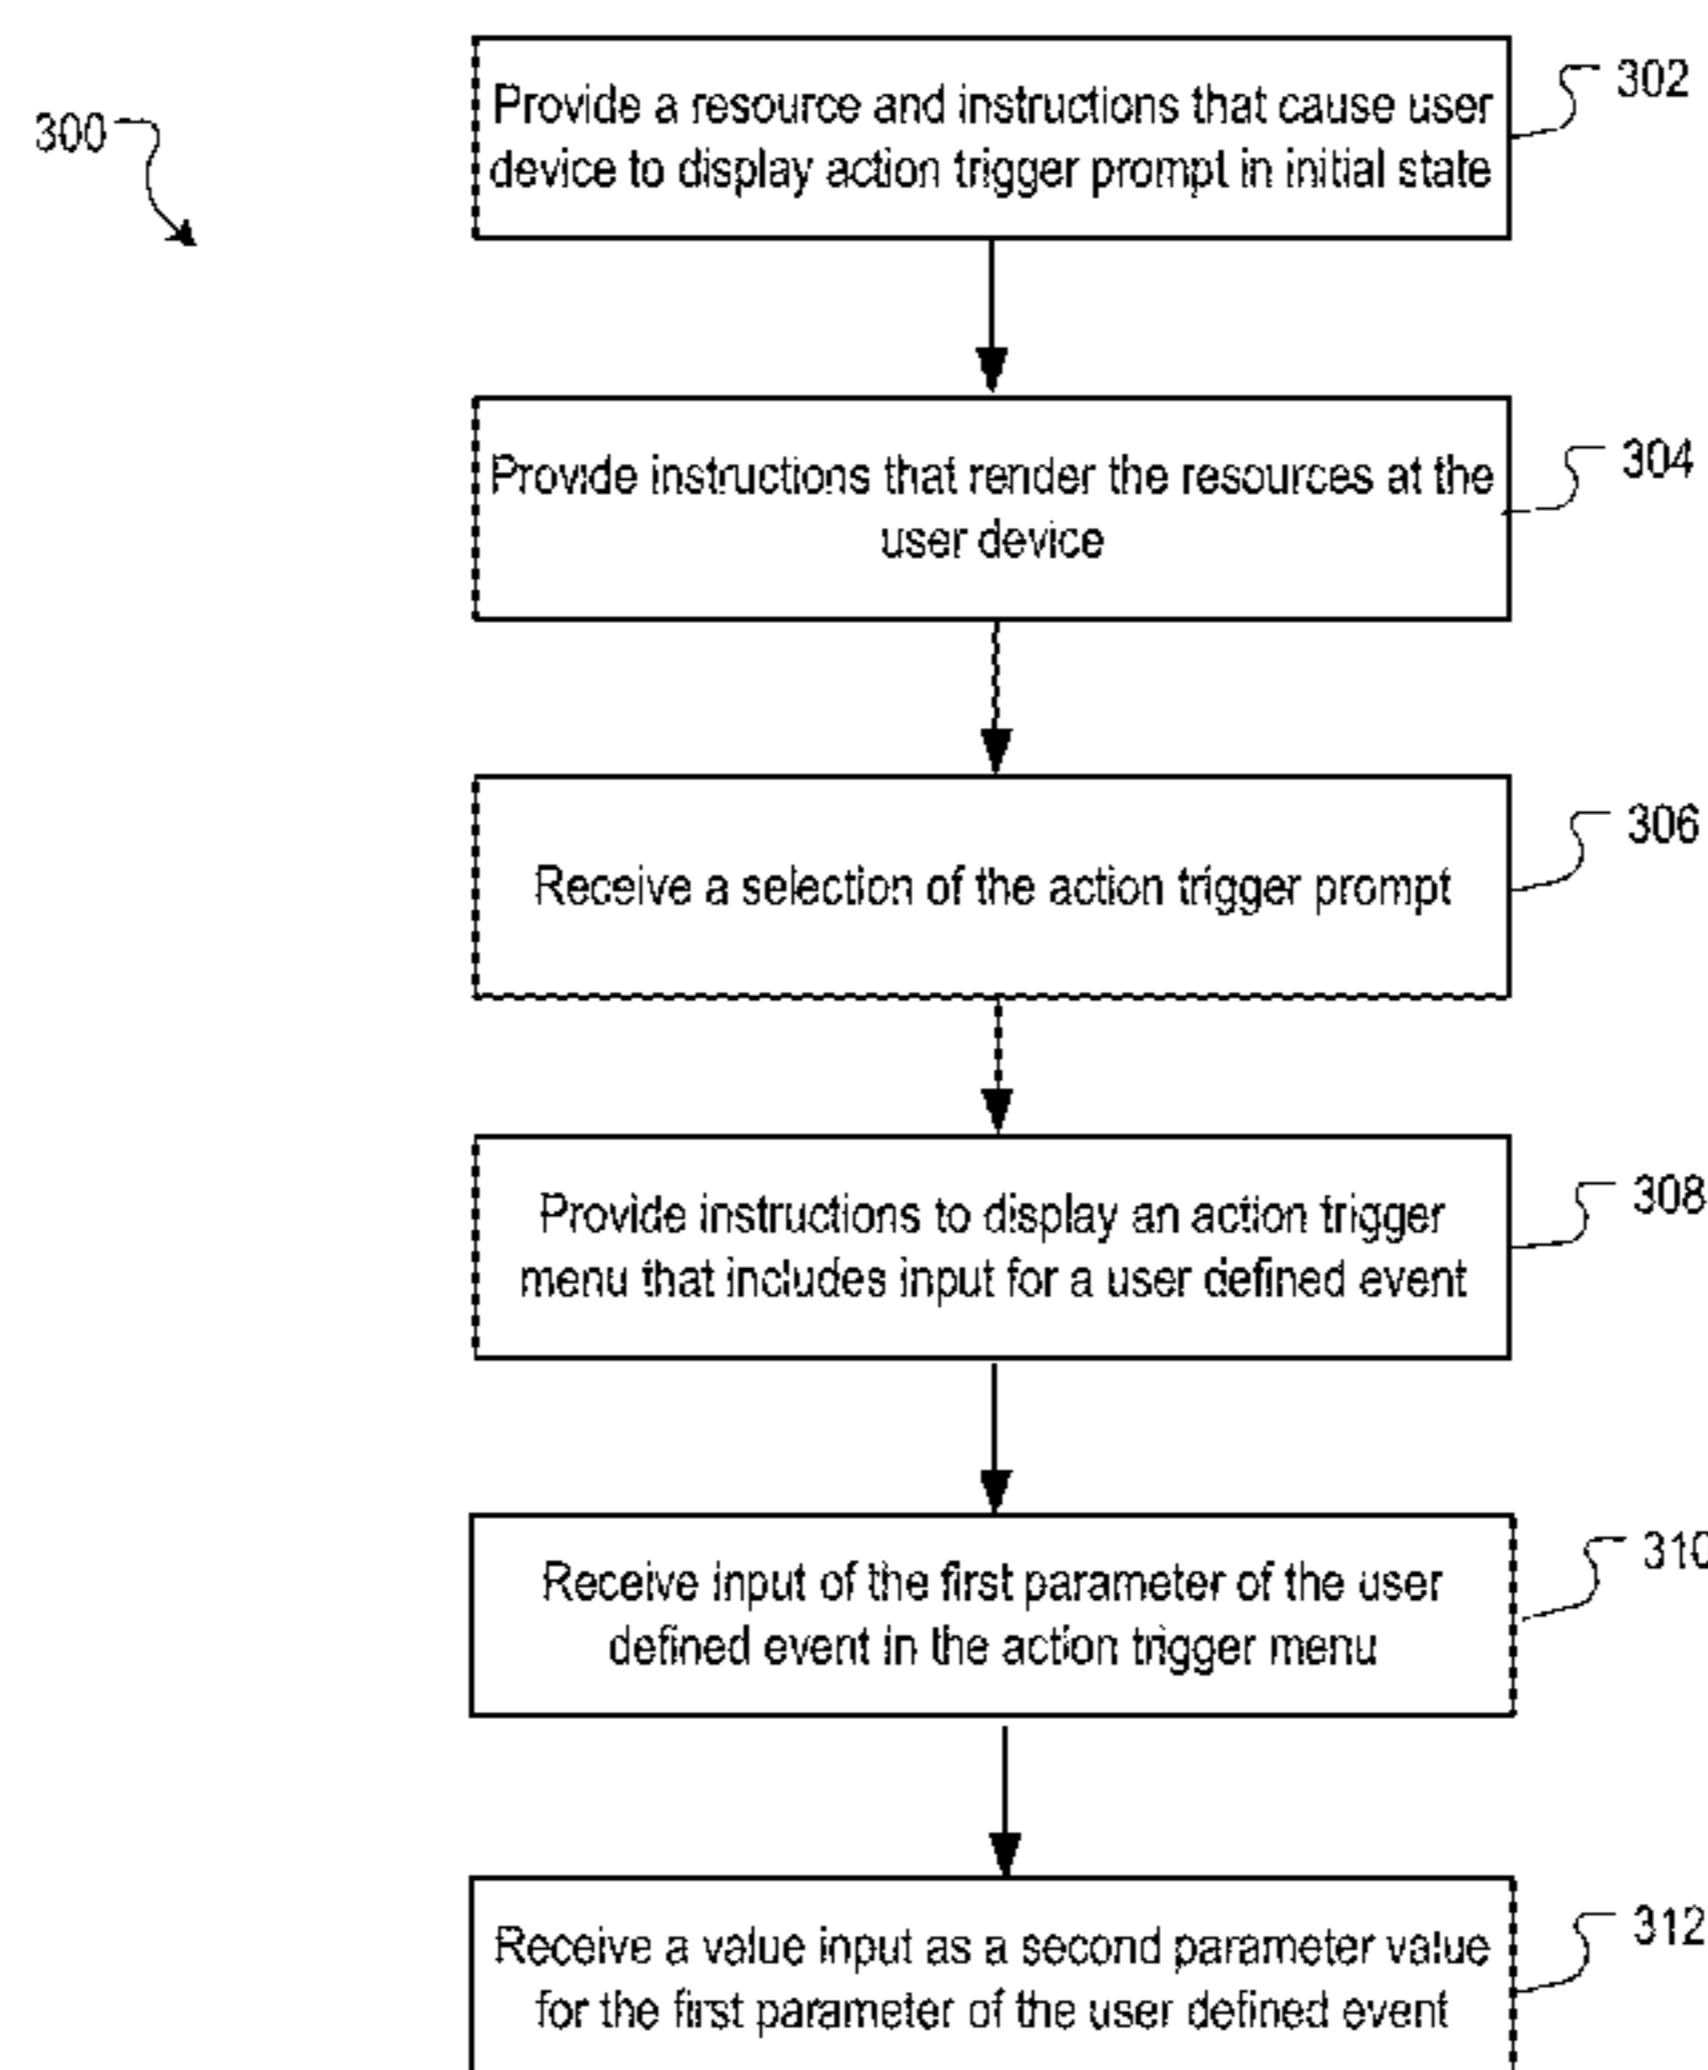 300
Provide a resource and instructions that cause user
device to display action trigger prompt in initial state
302
Provide instructions that render the resources at the
user device
304
Receive a selection of the action trigger prompt
306
Provide instructions to display an action trigger
menu that includes input for a user defined event
308
Receive input of the first parameter of the user
defined event in the action trigger menu
310
Receive a value input as a second parameter value
for the first parameter of the user defined event
312